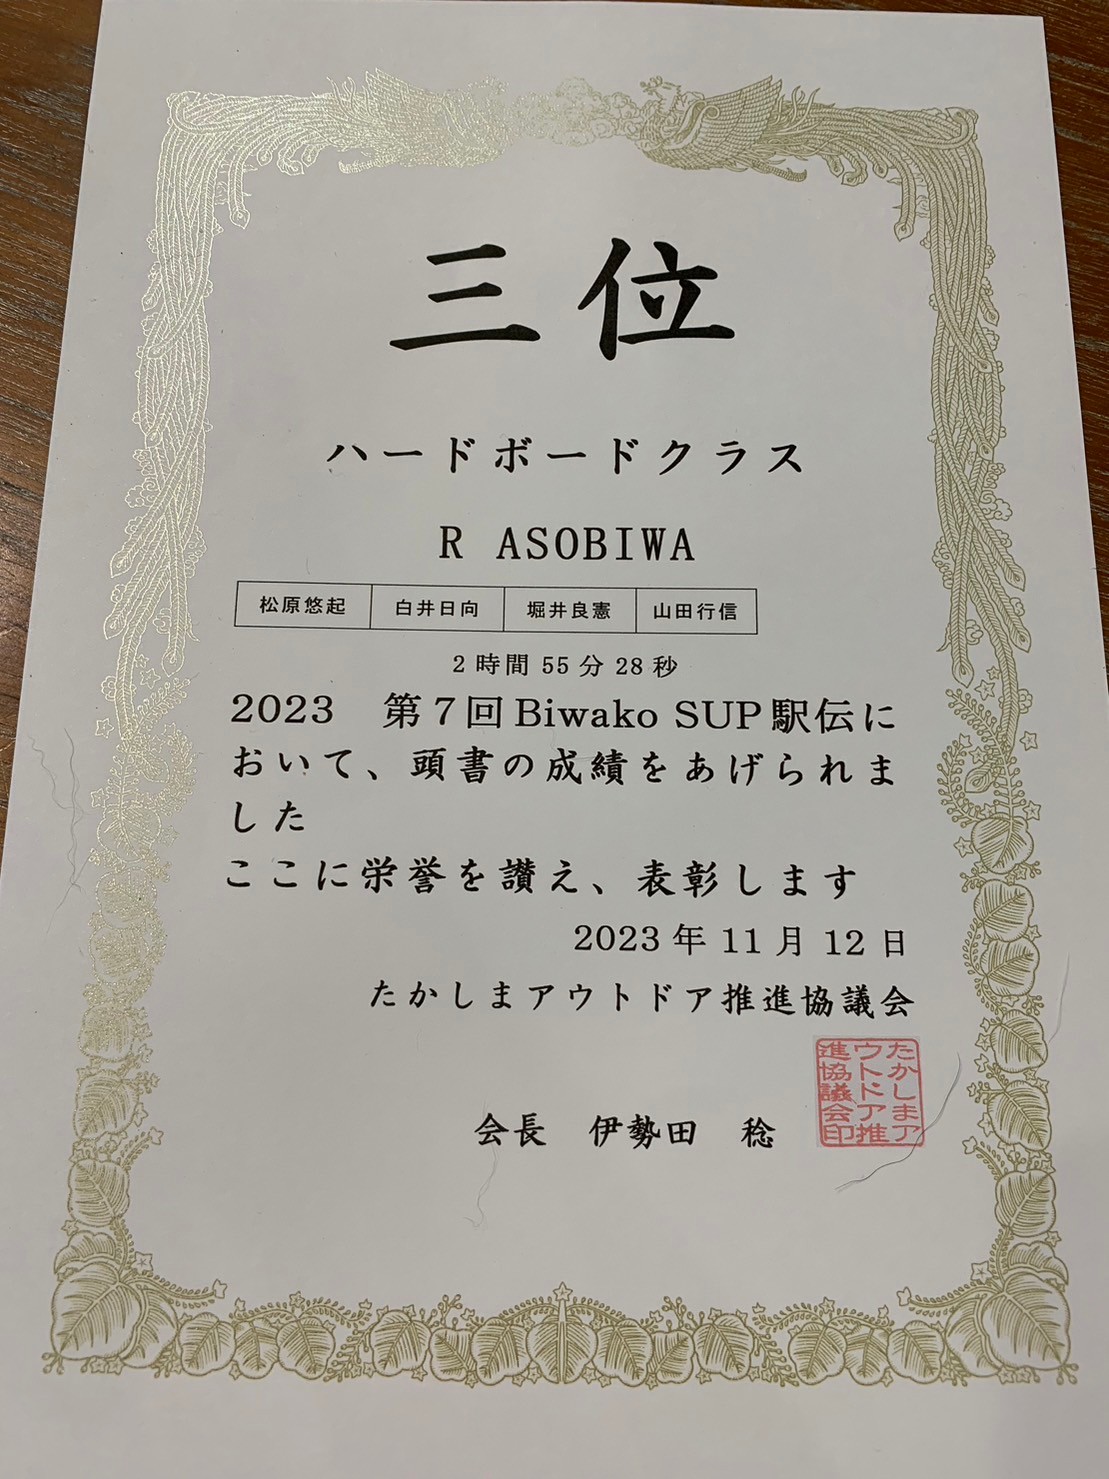 三位
ハードボードクラス
R ASOBIWA
松原悠起 白井日向 堀井良憲 山田行信
2時間55分28秒
2023　第7回Biwako SUP駅伝に
おいて、頭書の成績をあげられま
した
ここに栄誉を讃え、表彰します
2023年11月12日
たかしまアウトドア推進協議会
会長　伊勢田　稔
たかしまア
ウトドア推
進協議会印